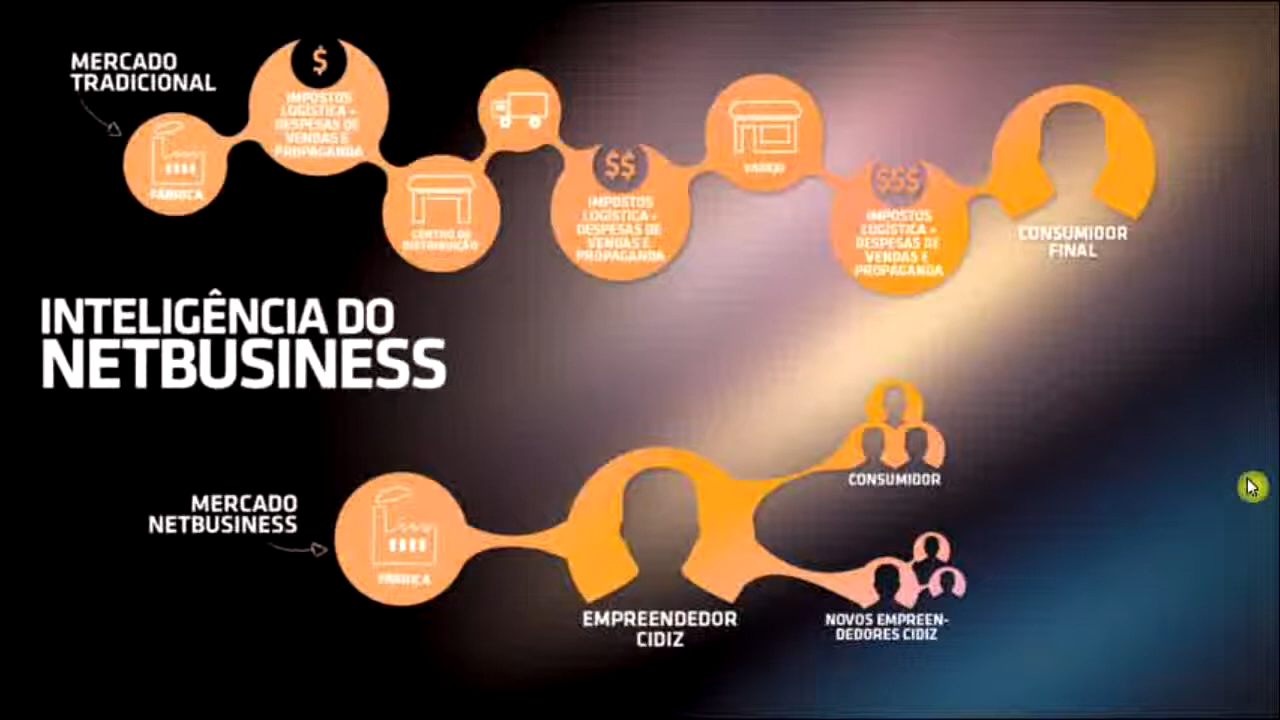 MERCADO
TRADICIONAL
FÁBRICA
$
IMPOSTOS
LOGÍSTICA +
DESPESAS DE
VENDAS E
PROPAGANDA
CENTRO DE
DISTRIBUIÇÃO
$$
IMPOSTOS
LOGÍSTICA +
DESPESAS DE
VENDAS E
PROPAGANDA
VAREJO
$$$
IMPOSTOS
LOGÍSTICA +
DESPESAS DE
VENDAS E
PROPAGANDA
CONSUMIDOR
FINAL
INTELIGÊNCIA DO
NETBUSINESS
MERCADO
NETBUSINESS
FÁBRICA
EMPREENDEDOR
CIDIZ
CONSUMIDOR
NOVOS EMPREEN-
DEDORES CIDIZ